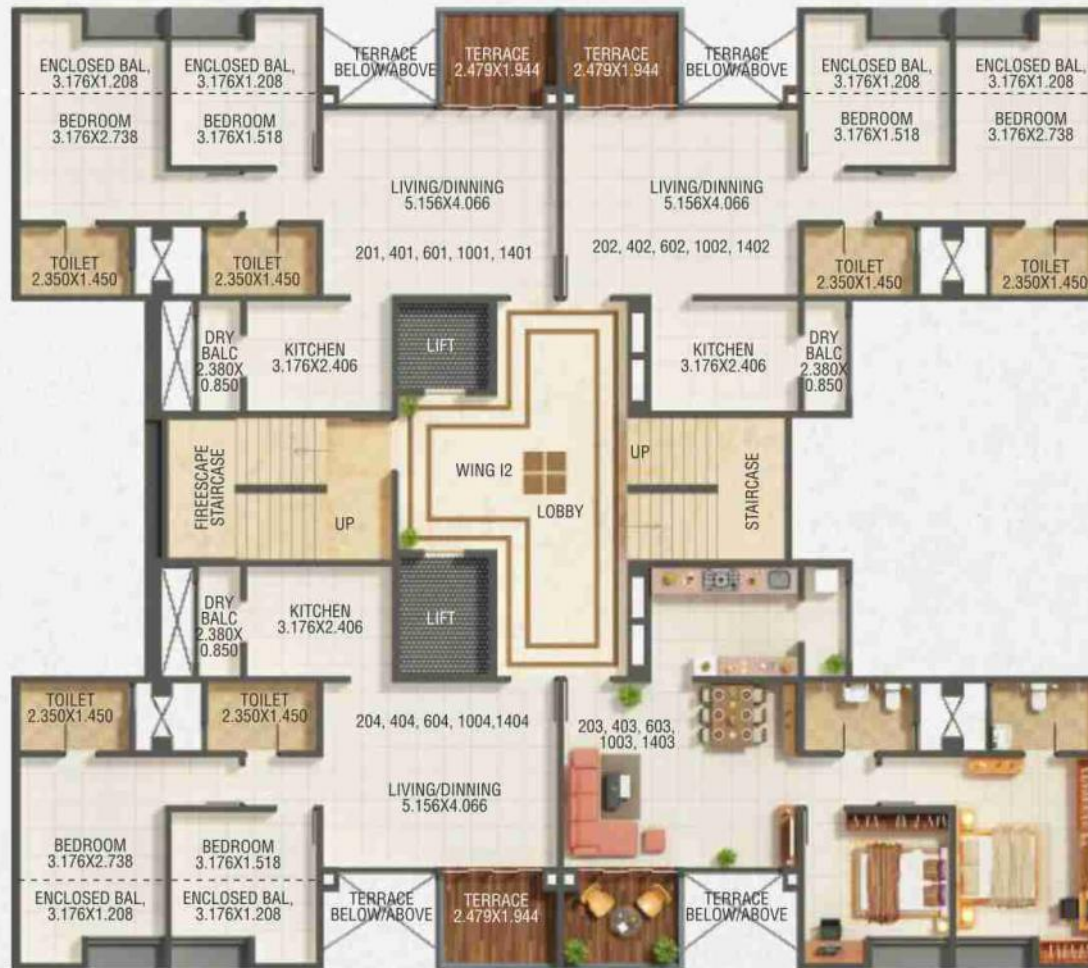 ENCLOSED BAL,
3.176X1.208
BEDROOM
3.176X2.738
ENCLOSED BAL,
3.176X1.208
BEDROOM
3.176X1.518
TERRACE
BELOW/ABOVE
TERRACE
2.479X1.944
TERRACE
2.479X1.944
TERRACE
BELOW/ABOVE
ENCLOSED BAL,
3.176X1.208
BEDROOM
3.176X1.518
ENCLOSED BAL,
3.176X1.208
BEDROOM
3.176X2.738
LIVING/DINNING
5.156X4.066
201, 401, 601, 1001, 1401
LIVING/DINNING
5.156X4.066
202, 402, 602, 1002, 1402
TOILET
2.350X1.450
TOILET
2.350X1.450
TOILET
2.350X1.450
TOILET
2.350X1.450
DRY
BALC
2.380X
0.850
KITCHEN
3.176X2.406
LIFT
KITCHEN
3.176X2.406
DRY
BALC
2.380X
0.850
FIREESCAPE
STAIRCASE
UP
WING I2
LOBBY
UP
STAIRCASE
DRY
BALC
2.380X
0.850
KITCHEN
3.176X2.406
LIFT
TOILET
2.350X1.450
TOILET
2.350X1.450
204, 404, 604, 1004,1404
LIVING/DINNING
5.156X4.066
203, 403, 603,
1003, 1403
BEDROOM
3.176X2.738
ENCLOSED BAL,
3.176X1.208
BEDROOM
3.176X1.518
ENCLOSED BAL,
3.176X1.208
TERRACE
BELOW/ABOVE
TERRACE
2.479X1.944
TERRACE
BELOW/ABOVE